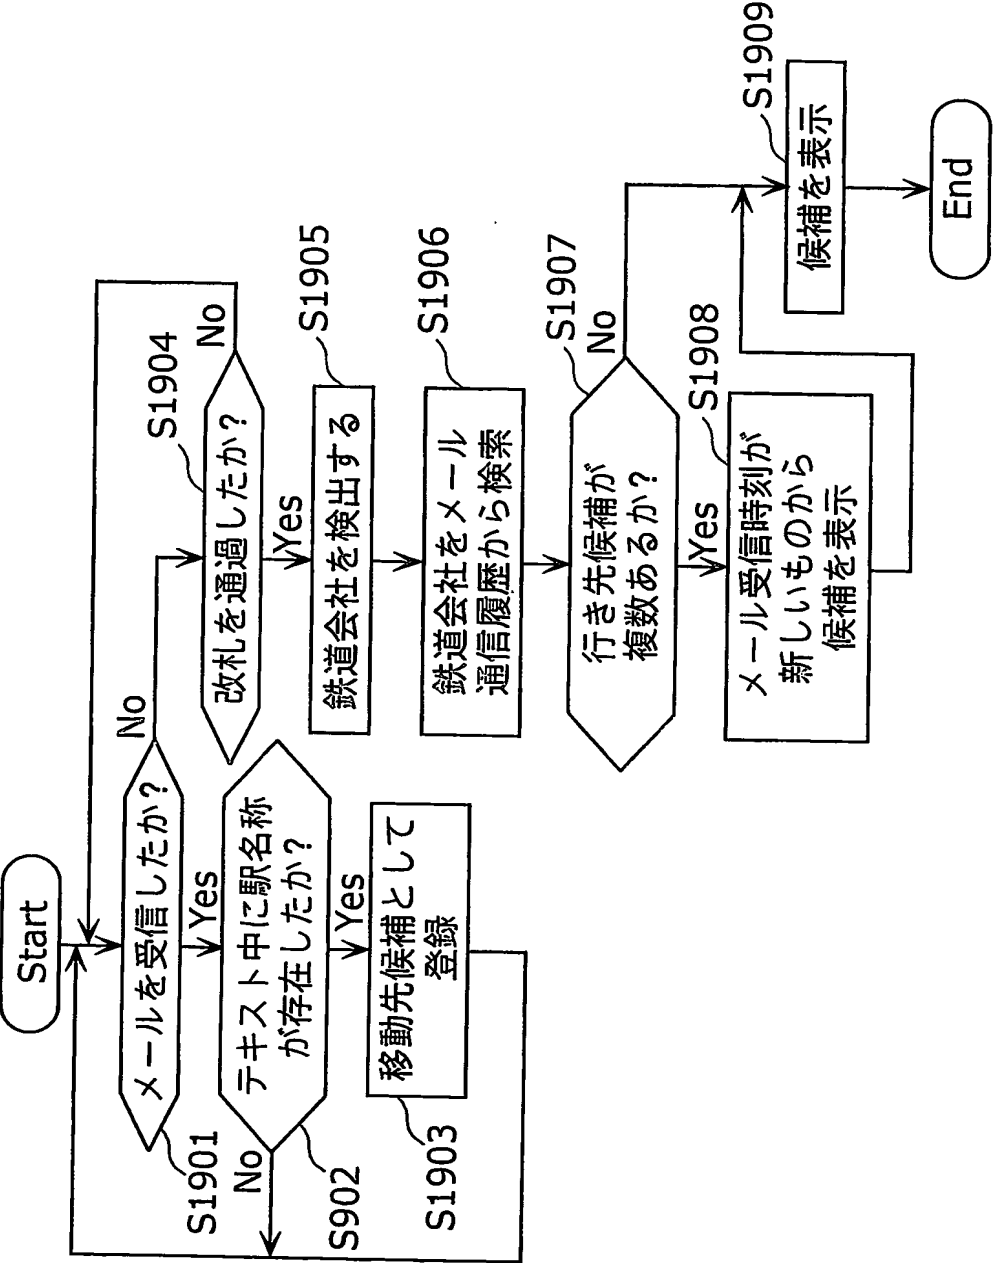 Start
メールを受信したか?
S1901
No
Yes
テキスト中に駅名称
が存在したか?
S902
No
Yes
移動先候補として
登録
S1903
改札を通過したか?
S1904
No
Yes
鉄道会社を検出する
S1905
鉄道会社をメール
通信履歴から検索
S1906
行き先候補が
複数あるか?
S1907
No
Yes
メール受信時刻が
新しいものから
候補を表示
S1908
候補を表示
S1909
End